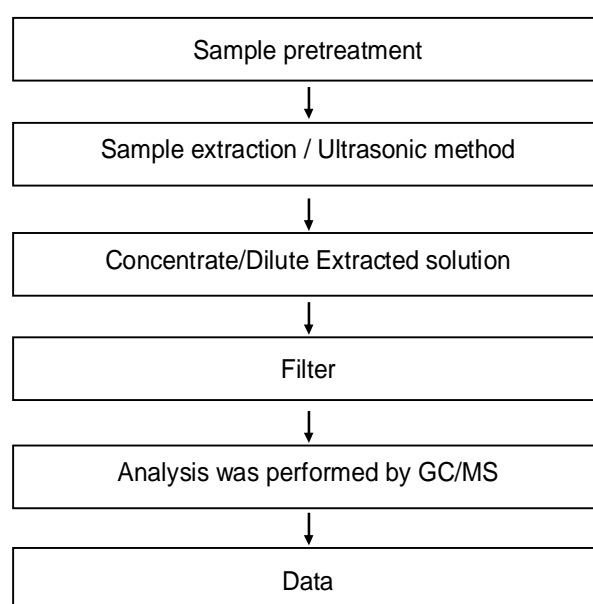 Sample pretreatment
Sample extraction / Ultrasonic method
Concentrate/Dilute Extracted solution
Filter
Analysis was performed by GC/MS
Data